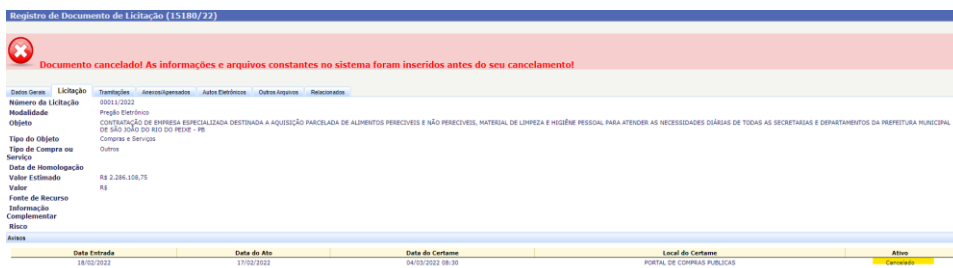 Registro de Documento de Licitação (15180/22)
Documento cancelado! As informações e arquivos constantes no sistema foram inseridos antes do seu cancelamento!
Dados Gerais Licitação Tramitações Anexos/Apensados Autos Eletrônicos Outros Arquivos Relacionados
Número da Licitação 00011/2022
Modalidade Pregão Eletrônico
Objeto CONTRATAÇÃO DE EMPRESA ESPECIALIZADA DESTINADA A AQUISIÇÃO PARCELADA DE ALIMENTOS PERECIVEIS E NÃO PERECIVEIS, MATERIAL DE LIMPEZA E HIGIÊNE PESSOAL PARA ATENDER AS NECESSIDADES DIÁRIAS DE TODAS AS SECRETARIAS E DEPARTAMENTOS DA PREFEITURA MUNICIPAL
DE SÃO JOÃO DO RIO DO PEIXE - PB
Tipo do Objeto Compras e Serviços
Tipo de Compra ou Outros
Serviço
Data de Homologação
Valor Estimado R$ 2.286.108,75
Valor R$
Fonte de Recurso
Informação
Complementar
Risco
Avisos
Data Entrada Data do Ato Data do Certame Local do Certame Ativo
18/02/2022 17/02/2022 04/03/2022 08:30 PORTAL DE COMPRAS PUBLICAS Cancelado